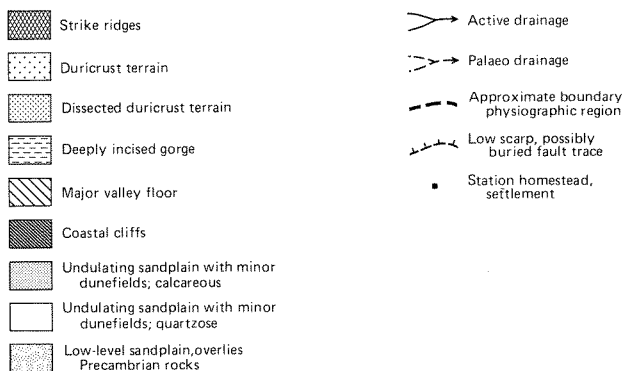 Strike ridges
Duricrust terrain
Dissected duricrust terrain
Deeply incised gorge
Major valley floor
Coastal cliffs
Undulating sandplain with minor
dunefields; calcareous
Undulating sandplain with minor
dunefields; quartzose
Low-level sandplain,overlies
Precambrian rocks
Active drainage
Palaeo drainage
Approximate boundary
physiographic region
Low scarp, possibly
buried fault trace
Station homestead,
settlement